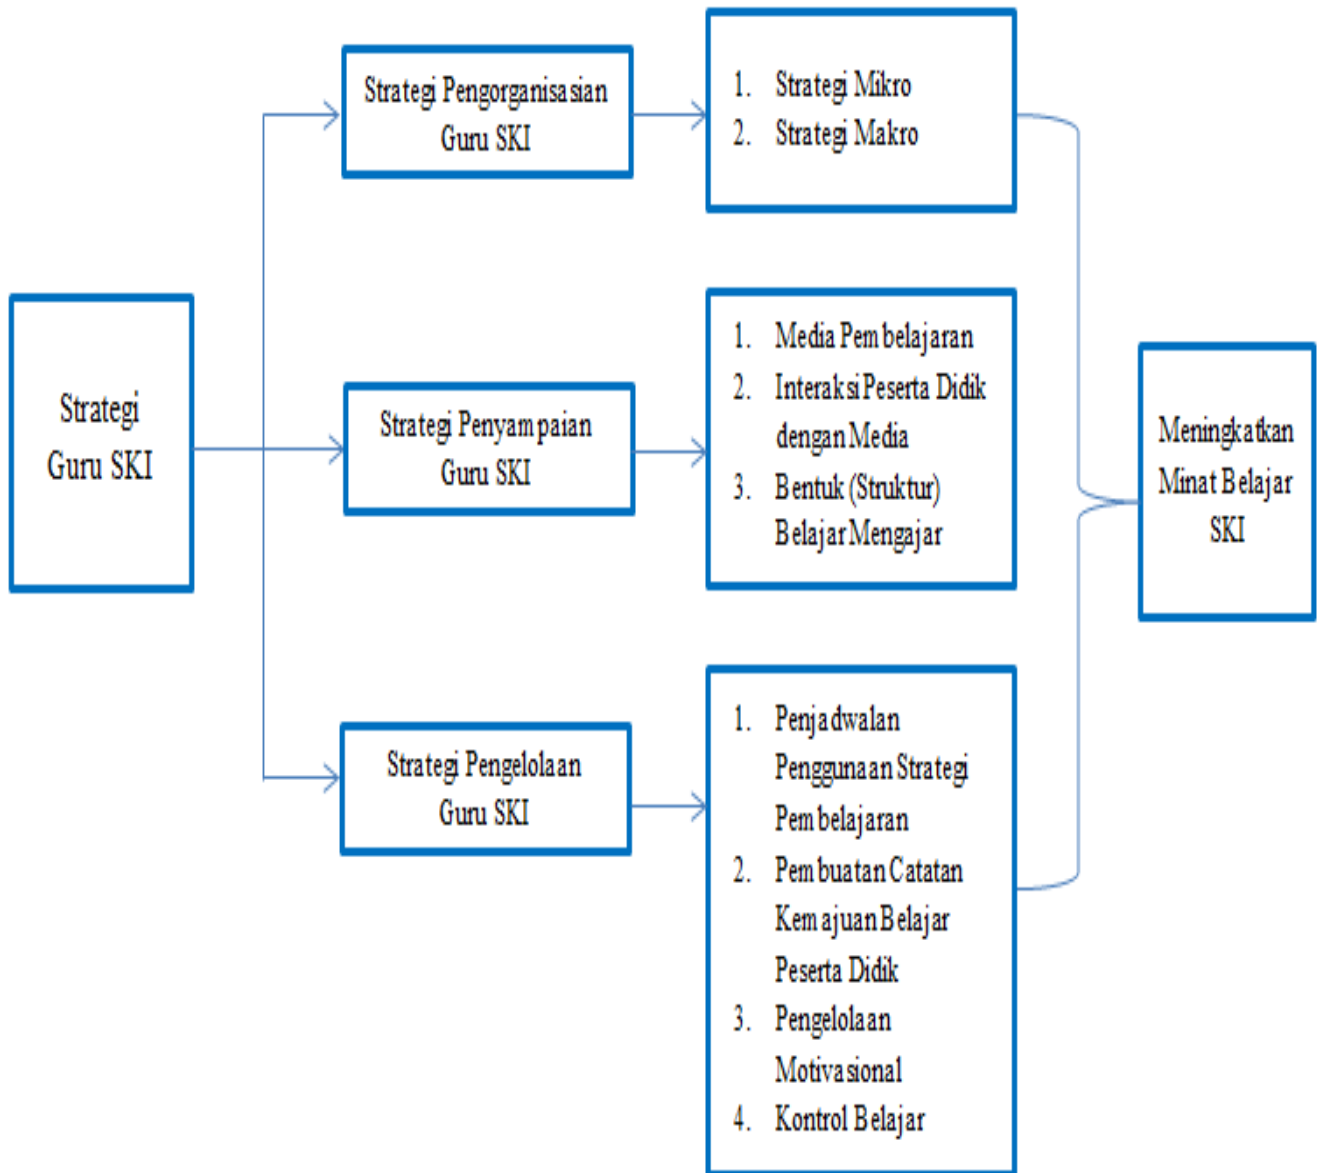 Strategi
Guru SKI
Strategi Pengorganisasian
Guru SKI
1. Strategi Mikro
2. Strategi Makro
Strategi Penyampaian
Guru SKI
1. Media Pembelajaran
2. Interaksi Peserta Didik
dengan Media
3. Bentuk (Struktur)
Belajar Mengajar
Strategi Pengelolaan
Guru SKI
1. Penjadwalan
Penggunaan Strategi
Pembelajaran
2. Pembuatan Catatan
Kemajuan Belajar
Peserta Didik
3. Pengelolaan
Motivasional
4. Kontrol Belajar
Meningkatkan
Minat Belajar
SKI